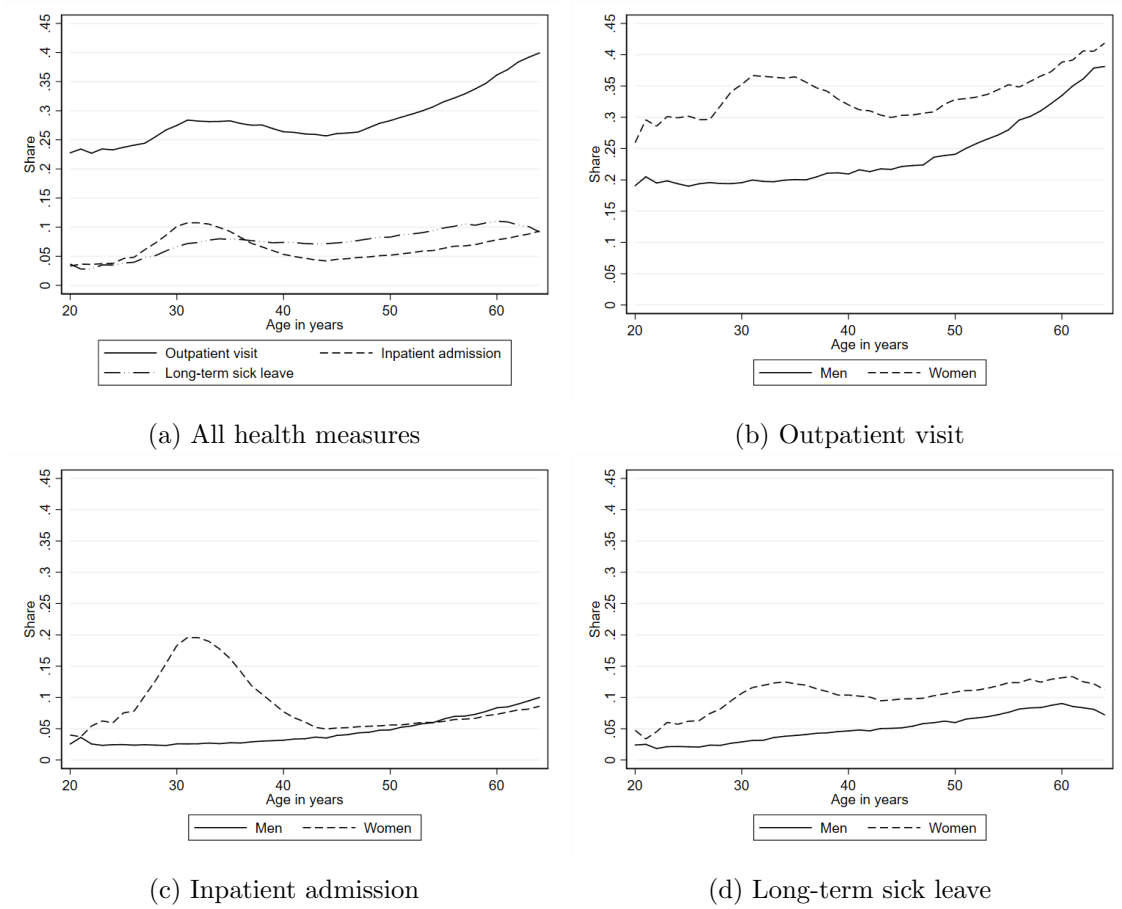 .45
.4
.35
.3
.25
.2
.15
.1
.05
0
Share
20 30 40 50 60
Age in years
Outpatient visit Inpatient admission
Long-term sick leave
(a) All health measures
.45
.4
.35
.3
.25
.2
.15
.1
.05
0
Share
20 30 40 50 60
Age in years
Men Women
(b) Outpatient visit
.45
.4
.35
.3
.25
.2
.15
.1
.05
0
Share
20 30 40 50 60
Age in years
Men Women
(c) Inpatient admission
.45
.4
.35
.3
.25
.2
.15
.1
.05
0
Share
20 30 40 50 60
Age in years
Men Women
(d) Long-term sick leave